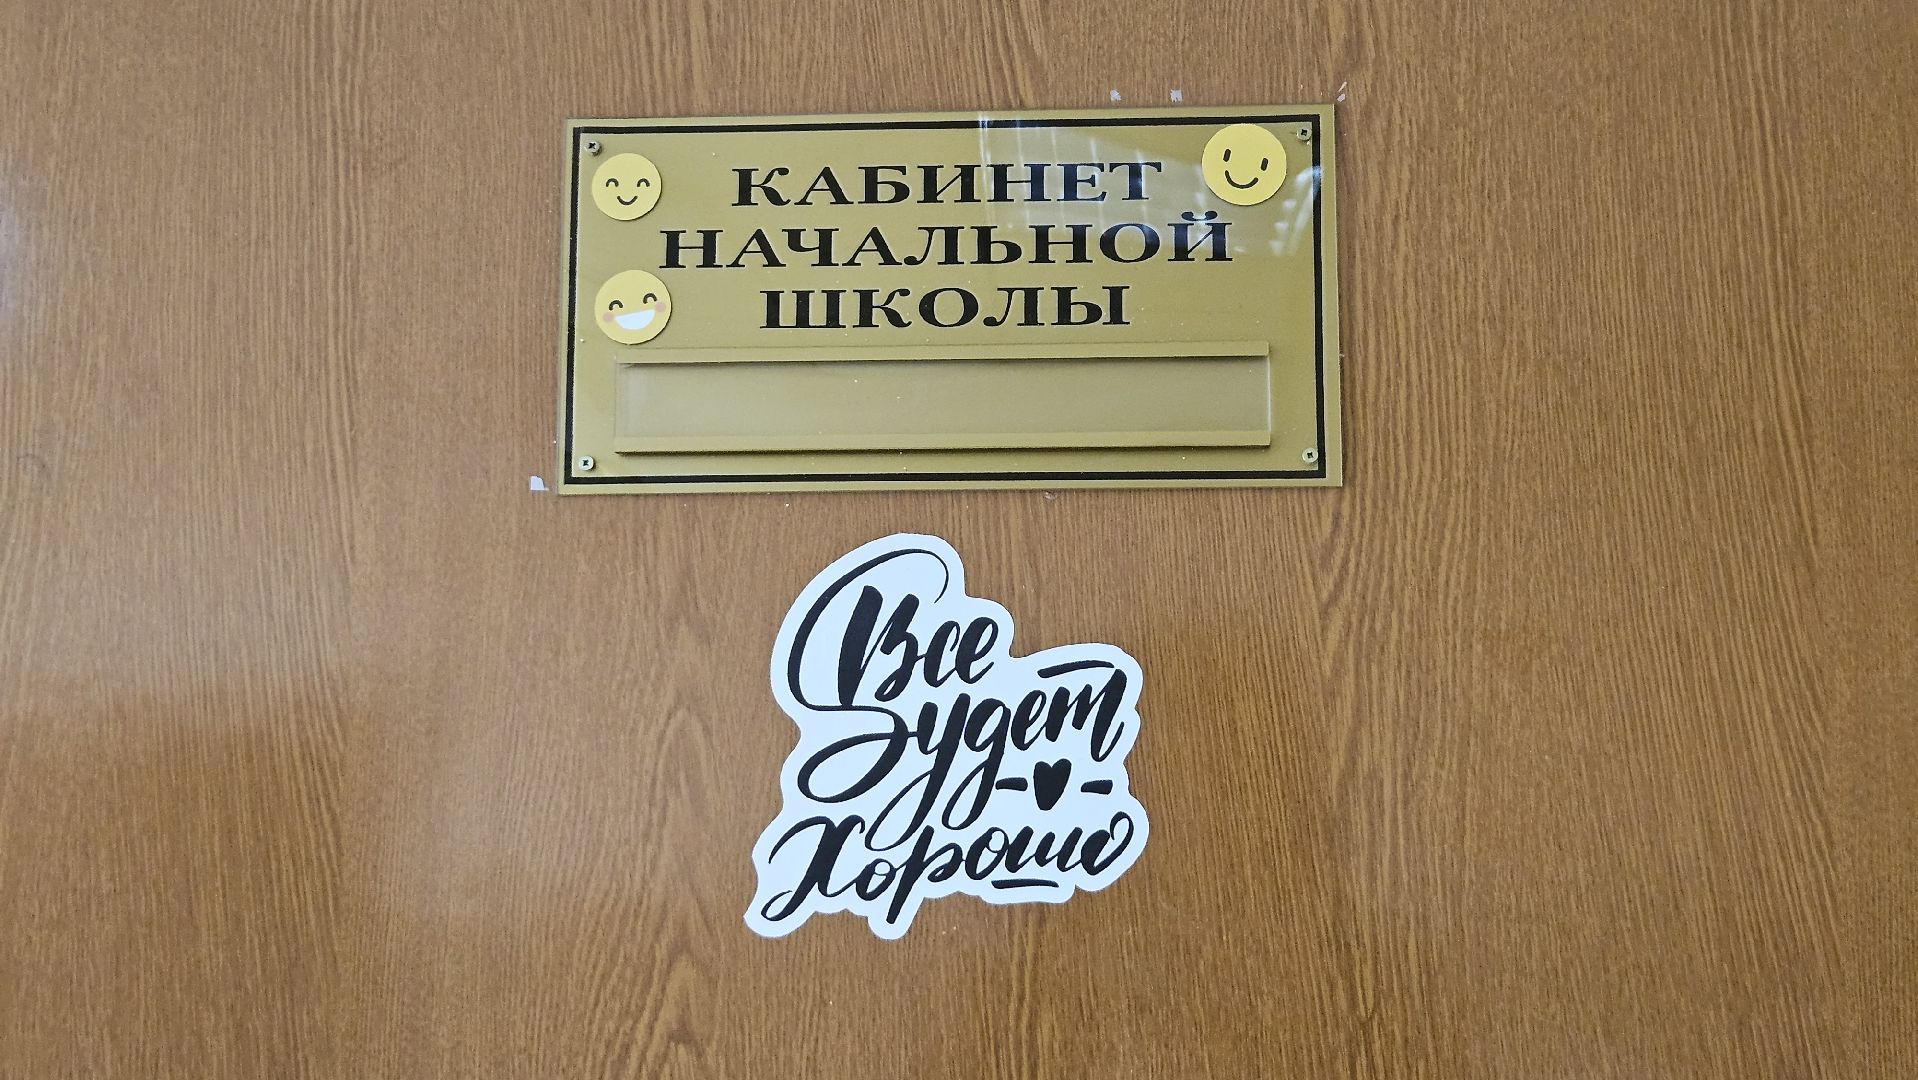 КАБИНЕТ
НАЧАЛЬНОЙ
ШКОЛЫ
Все
Будет
Хорошо